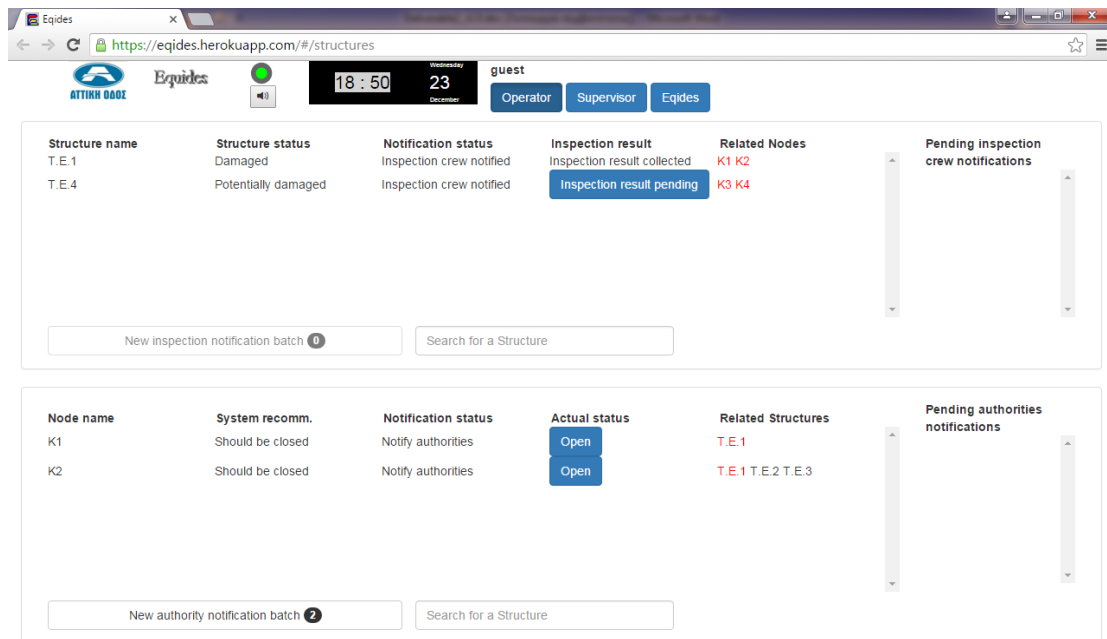 Eqides
https://eqides.herokuapp.com/#/structures
ΑΤΤΙΚΗ ΟΔΟΣ
Equides
18 : 50
Wednesday
23
December
guest
Operator Supervisor Eqides
Structure name Structure status Notification status Inspection result Related Nodes
T.E.1 Damaged Inspection crew notified Inspection result collected K1 K2
T.E.4 Potentially damaged Inspection crew notified Inspection result pending K3 K4
Pending inspection
crew notifications
New inspection notification batch 0 Search for a Structure
Node name System recomm. Notification status Actual status Related Structures
K1 Should be closed Notify authorities Open T.E.1
K2 Should be closed Notify authorities Open T.E.1 T.E.2 T.E.3
Pending authorities
notifications
New authority notification batch 2 Search for a Structure